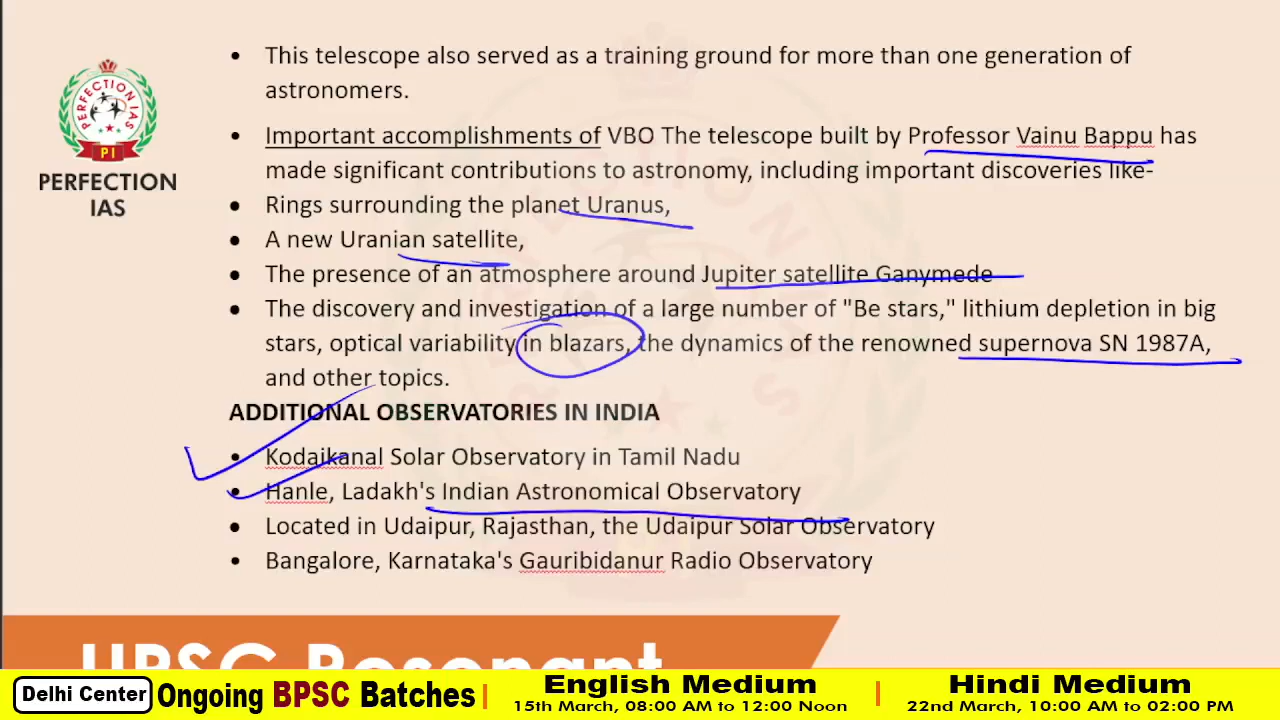 • This telescope also served as a training ground for more than one generation of
astronomers.
• Important accomplishments of VBO The telescope built by Professor Vainu Bappu has
made significant contributions to astronomy, including important discoveries like-
• Rings surrounding the planet Uranus,
• A new Uranian satellite,
• The presence of an atmosphere around Jupiter satellite Ganymede
• The discovery and investigation of a large number of "Be stars," lithium depletion in big
stars, optical variability in blazars, the dynamics of the renowned supernova SN 1987A,
and other topics.
ADDITIONAL OBSERVATORIES IN INDIA
• Kodaikanal Solar Observatory in Tamil Nadu
• Hanle, Ladakh's Indian Astronomical Observatory
• Located in Udaipur, Rajasthan, the Udaipur Solar Observatory
• Bangalore, Karnataka's Gauribidanur Radio Observatory
PERFECTION IAS
PI
PERFECTION
IAS
UPSC Resonant
Delhi Center Ongoing BPSC Batches
English Medium
15th March, 08:00 AM to 12:00 Noon
Hindi Medium
22nd March, 10:00 AM to 02:00 PM